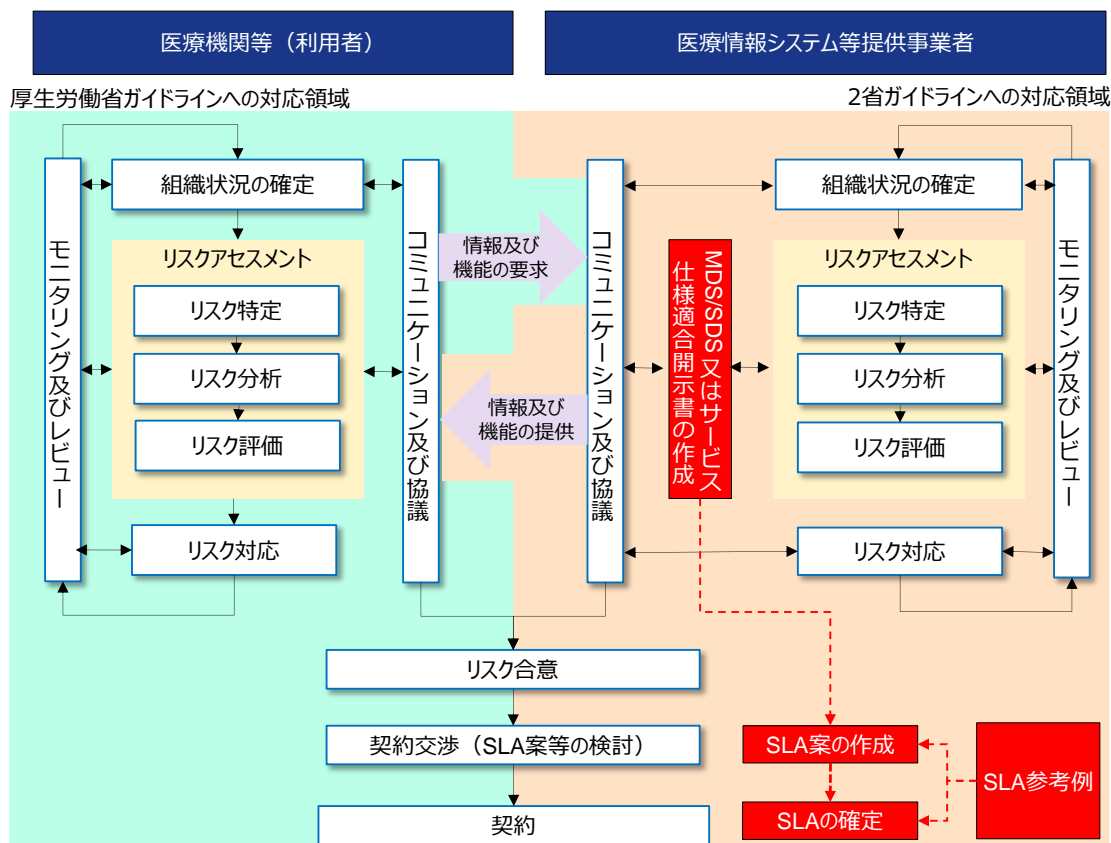 医療機関等（利用者）
医療情報システム等提供事業者
厚生労働省ガイドラインへの対応領域
2省ガイドラインへの対応領域
モニタリング及びレビュー
組織状況の確定
リスクアセスメント
リスク特定
リスク分析
リスク評価
リスク対応
コミュニケーション及び協議
情報及び
機能の要求
情報及び
機能の提供
コミュニケーション及び協議
MDS/SDS又はサービス
仕様適合開示書の作成
組織状況の確定
リスクアセスメント
リスク特定
リスク分析
リスク評価
リスク対応
モニタリング及びレビュー
リスク合意
契約交渉（SLA案等の検討）
契約
SLA案の作成
SLAの確定
SLA参考例